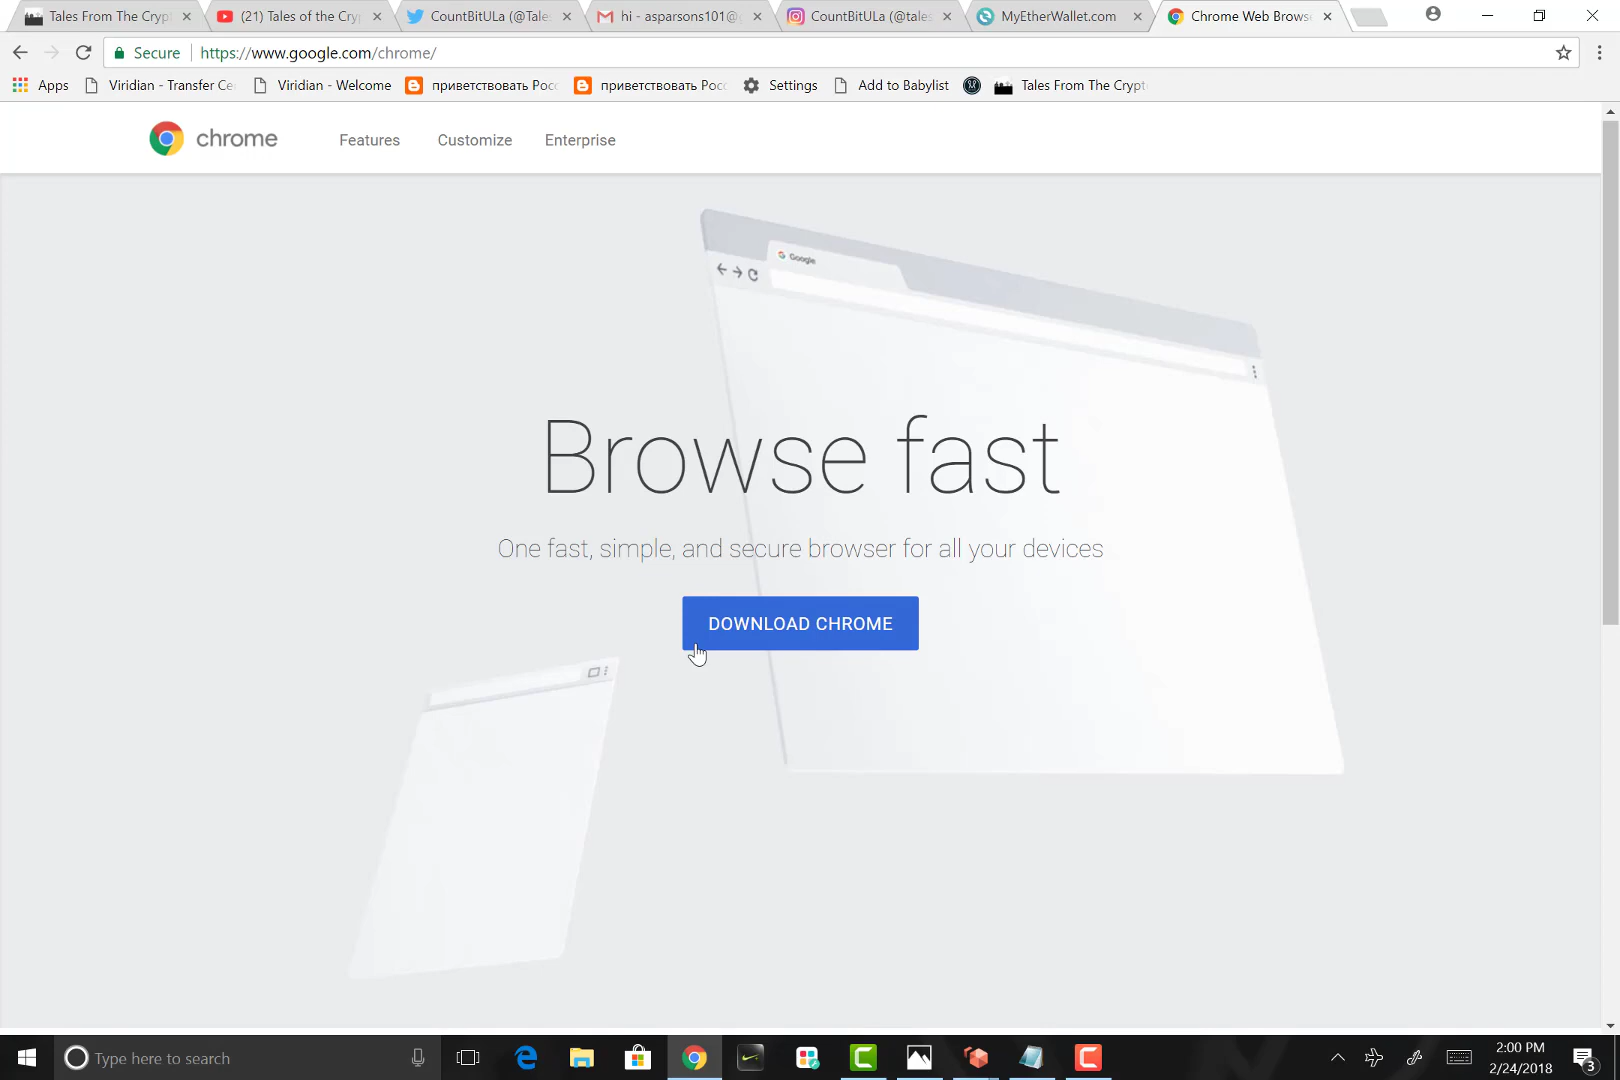 Tales From The Crypt
(21) Tales of the Cry
CountBitULa (@Tale
hi - asparsons101@
CountBitULa (@tales
MyEtherWallet.com
Chrome Web Brows
Secure
https://www.google.com/chrome/
Apps
Viridian - Transfer Ce
Viridian - Welcome
приветствовать Рос
приветствовать Рос
Settings
Add to Babylist
Tales From The Crypt
chrome
Features
Customize
Enterprise
Google
Browse fast
One fast, simple, and secure browser for all your devices
DOWNLOAD CHROME
Type here to search
2:00 PM
2/24/2018
3